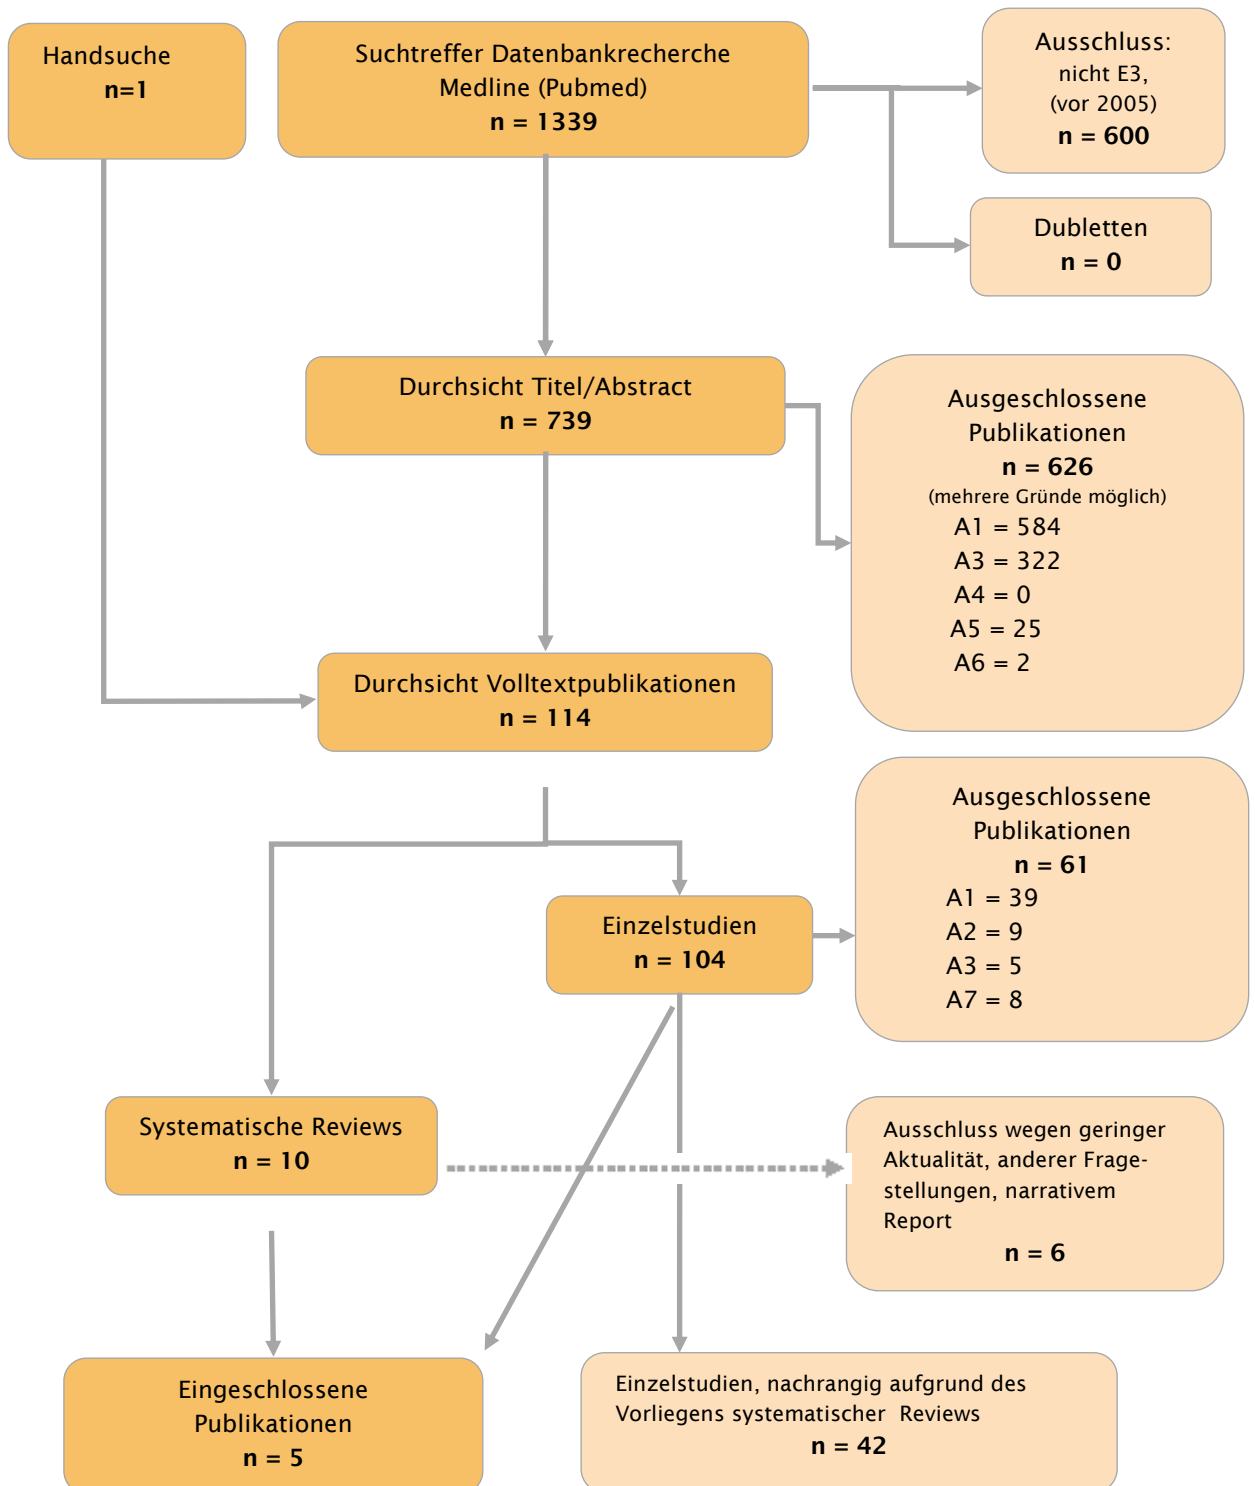 Handsuche
n=1
Suchtreffer Datenbankrecherche
Medline (Pubmed)
n = 1339
Ausschluss:
nicht E3,
(vor 2005)
n = 600
Dubletten
n = 0
Durchsicht Titel/Abstract
n = 739
Ausgeschlossene
Publikationen
n = 626
(mehrere Gründe möglich)
A1 = 584
A3 = 322
A4 = 0
A5 = 25
A6 = 2
Durchsicht Volltextpublikationen
n = 114
Ausgeschlossene
Publikationen
n = 61
A1 = 39
A2 = 9
A3 = 5
A7 = 8
Einzelstudien
n = 104
Systematische Reviews
n = 10
Ausschluss wegen geringer
Aktualität, anderer Frage-
stellungen, narrativem
Report
n = 6
Eingeschlossene
Publikationen
n = 5
Einzelstudien, nachrangig aufgrund des
Vorliegens systematischer Reviews
n = 42